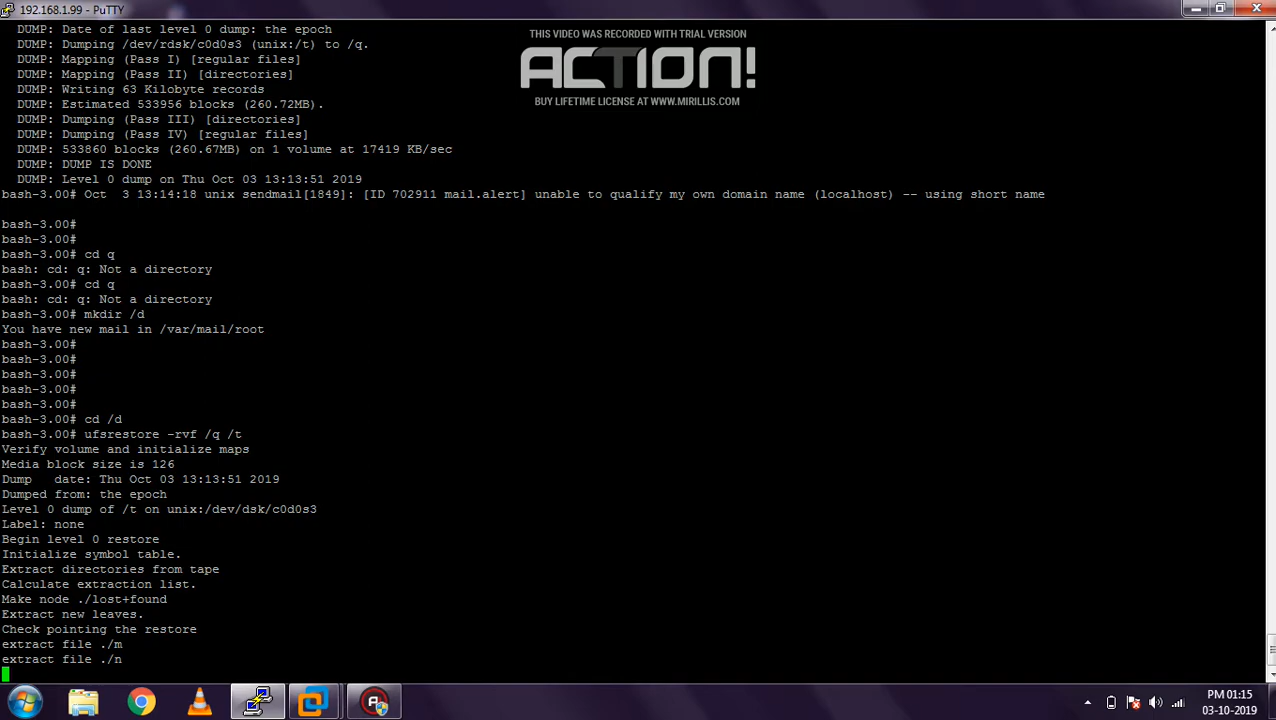 192.168.1.99 - PuTTY
DUMP: Date of last level 0 dump: the epoch
DUMP: Dumping /dev/rdsk/c0d0s3 (unix:/t) to /q.
DUMP: Mapping (Pass I) [regular files]
DUMP: Mapping (Pass II) [directories]
DUMP: Writing 63 Kilobyte records
DUMP: Estimated 533956 blocks (260.72MB).
DUMP: Dumping (Pass III) [directories]
DUMP: Dumping (Pass IV) [regular files]
DUMP: 533860 blocks (260.67MB) on 1 volume at 17419 KB/sec
DUMP: DUMP IS DONE
DUMP: Level 0 dump on Thu Oct 03 13:13:51 2019
THIS VIDEO WAS RECORDED WITH TRIAL VERSION
ACTION!
BUY LIFETIME LICENSE AT WWW.MIRILLIS.COM
bash-3.00# Oct  3 13:14:18 unix sendmail[1849]: [ID 702911 mail.alert] unable to qualify my own domain name (localhost) -- using short name
bash-3.00#
bash-3.00#
bash-3.00# cd q
bash: cd: q: Not a directory
bash-3.00# cd q
bash: cd: q: Not a directory
bash-3.00# mkdir /d
You have new mail in /var/mail/root
bash-3.00#
bash-3.00#
bash-3.00#
bash-3.00#
bash-3.00#
bash-3.00# cd /d
bash-3.00# ufsrestore -rvf /q /t
Verify volume and initialize maps
Media block size is 126
Dump   date: Thu Oct 03 13:13:51 2019
Dumped from: the epoch
Level 0 dump of /t on unix:/dev/dsk/c0d0s3
Label: none
Begin level 0 restore
Initialize symbol table.
Extract directories from tape
Calculate extraction list.
Make node ./lost+found
Extract new leaves.
Check pointing the restore
extract file ./m
extract file ./n
PM 01:15
03-10-2019